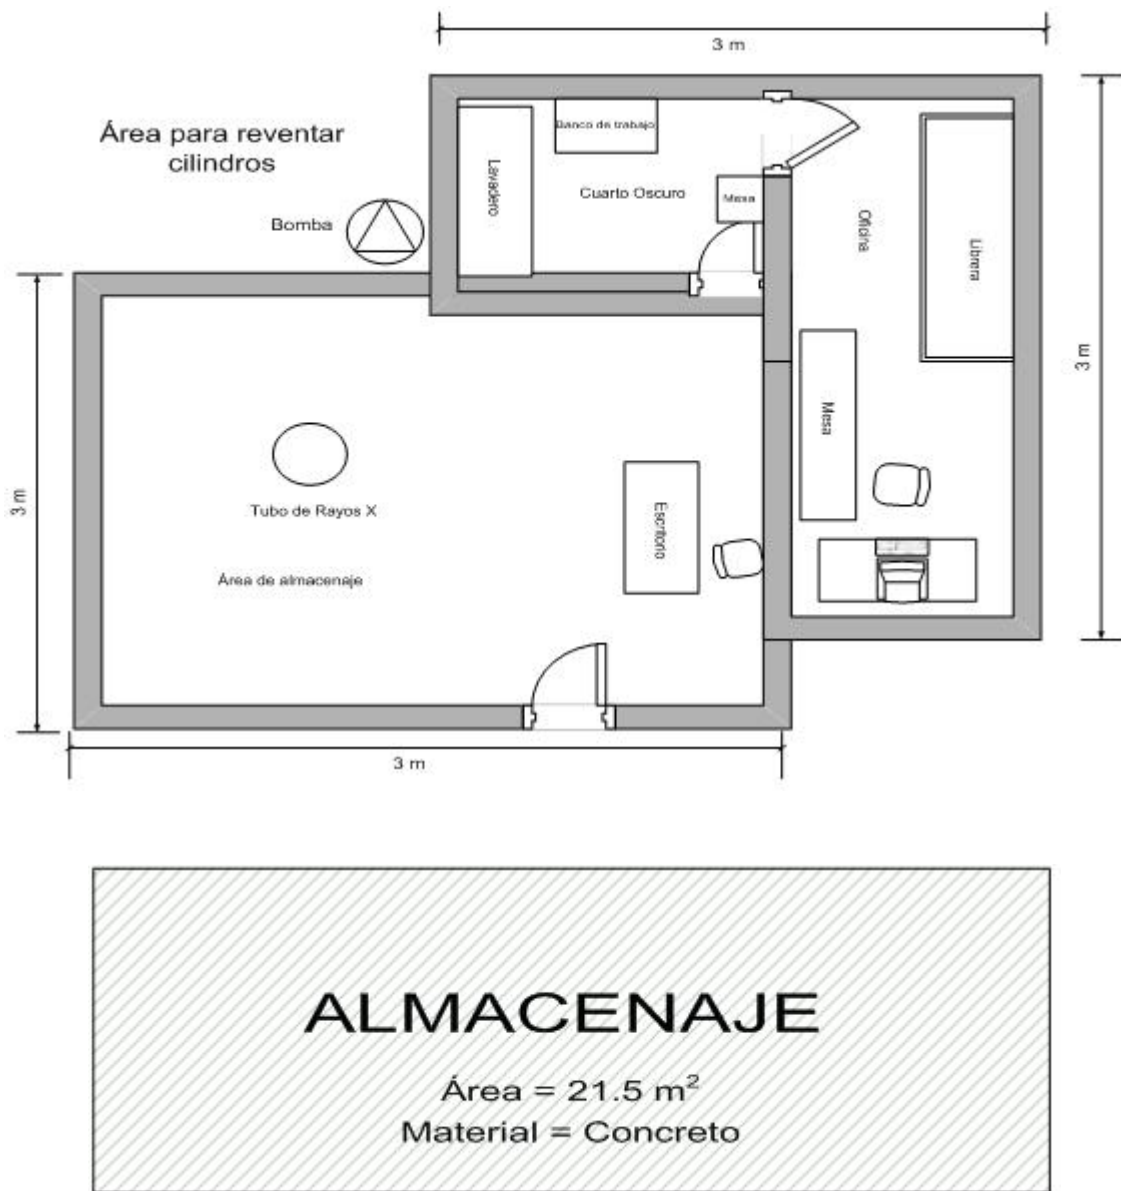 3 m
Área para reventar
cilindros
Banco de trabajo
Lavadero
Cuarto Oscuro
Mesa
Bomba
Oficina
Librera
3 m
Mesa
3 m
Tubo de Rayos X
Escritorio
Área de almacenaje
3 m
ALMACENAJE
Área = 21.5 m²
Material = Concreto